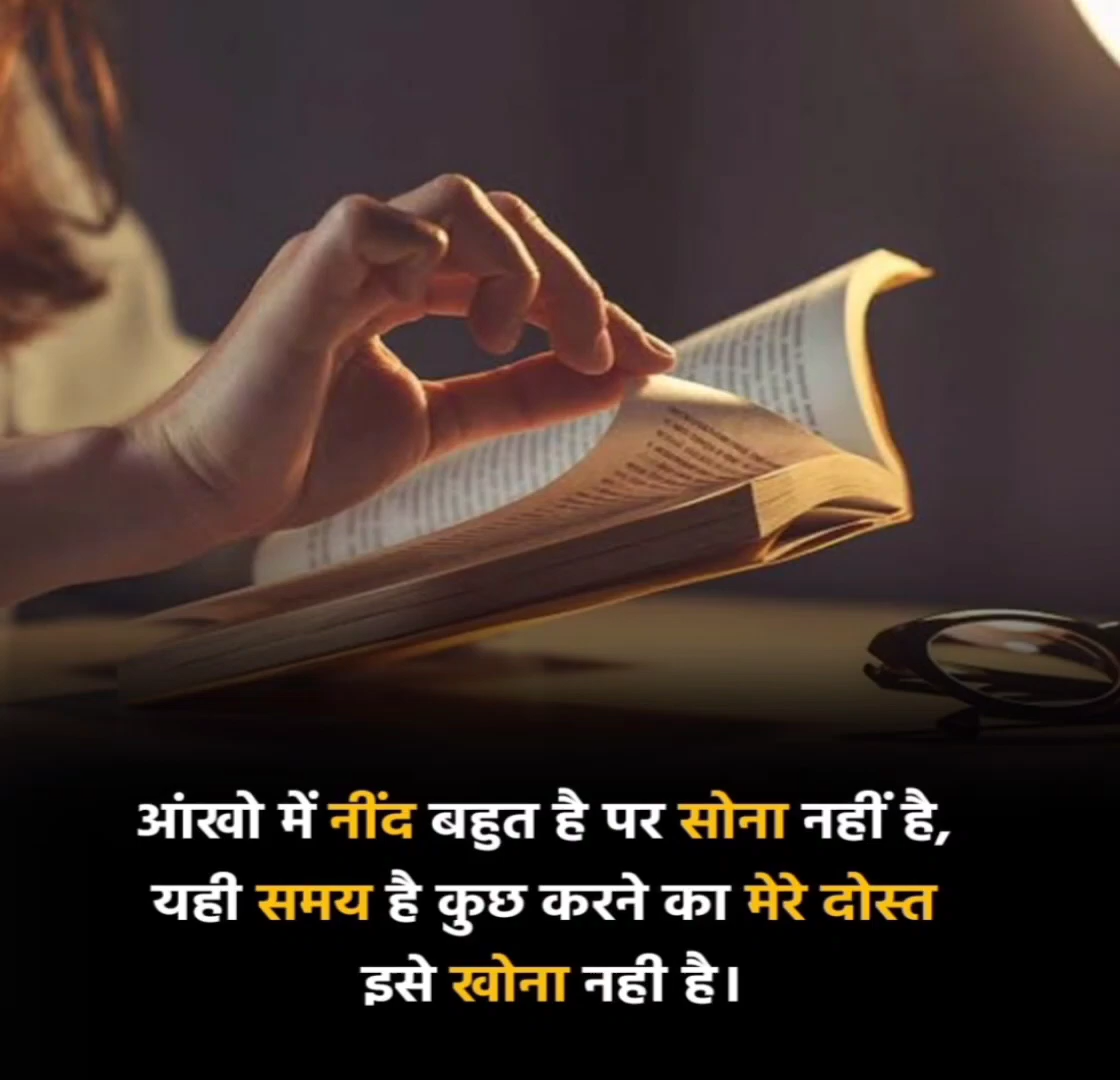 आंखो में नींद बहुत है पर सोना नहीं है,
यही समय है कुछ करने का मेरे दोस्त
इसे खोना नही है।